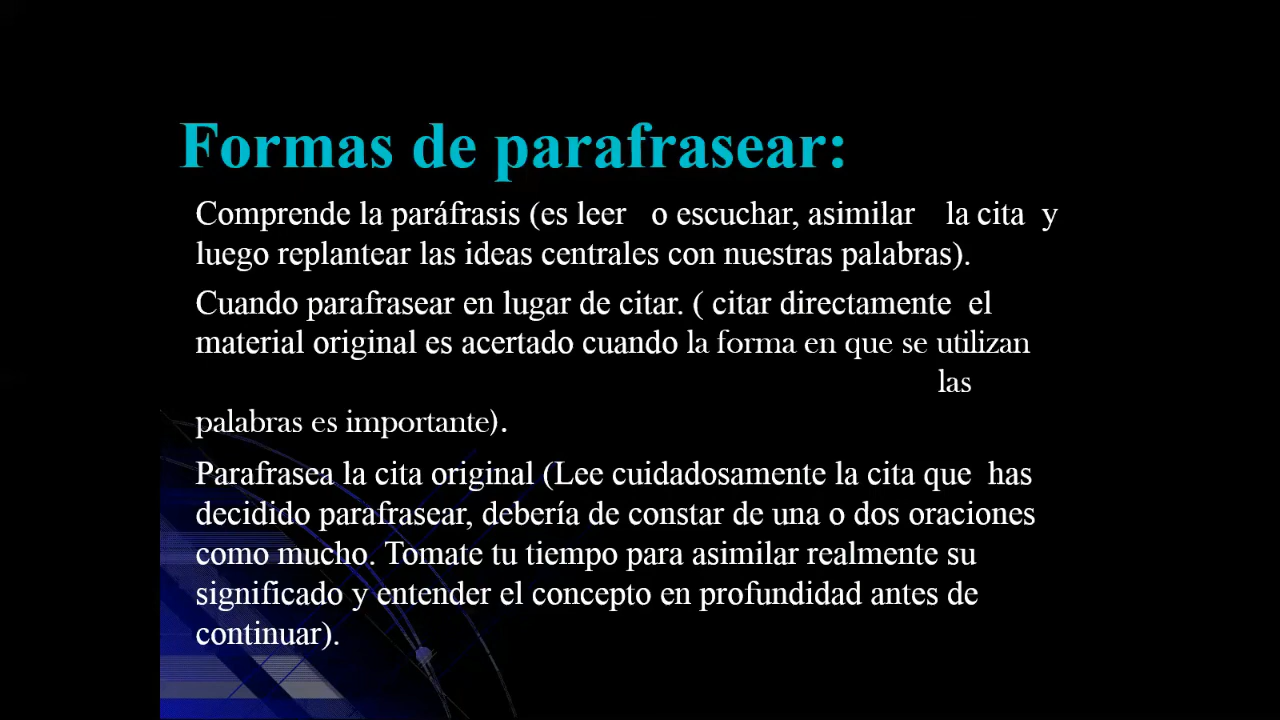 Formas de parafrasear:
Comprende la paráfrasis (es leer o escuchar, asimilar la cita y
luego replantear las ideas centrales con nuestras palabras).
Cuando parafrasear en lugar de citar. ( citar directamente el
material original es acertado cuando la forma en que se utilizan
las
palabras es importante).
Parafrasea la cita original (Lee cuidadosamente la cita que has
decidido parafrasear, debería de constar de una o dos oraciones
como mucho. Tomate tu tiempo para asimilar realmente su
significado y entender el concepto en profundidad antes de
continuar).